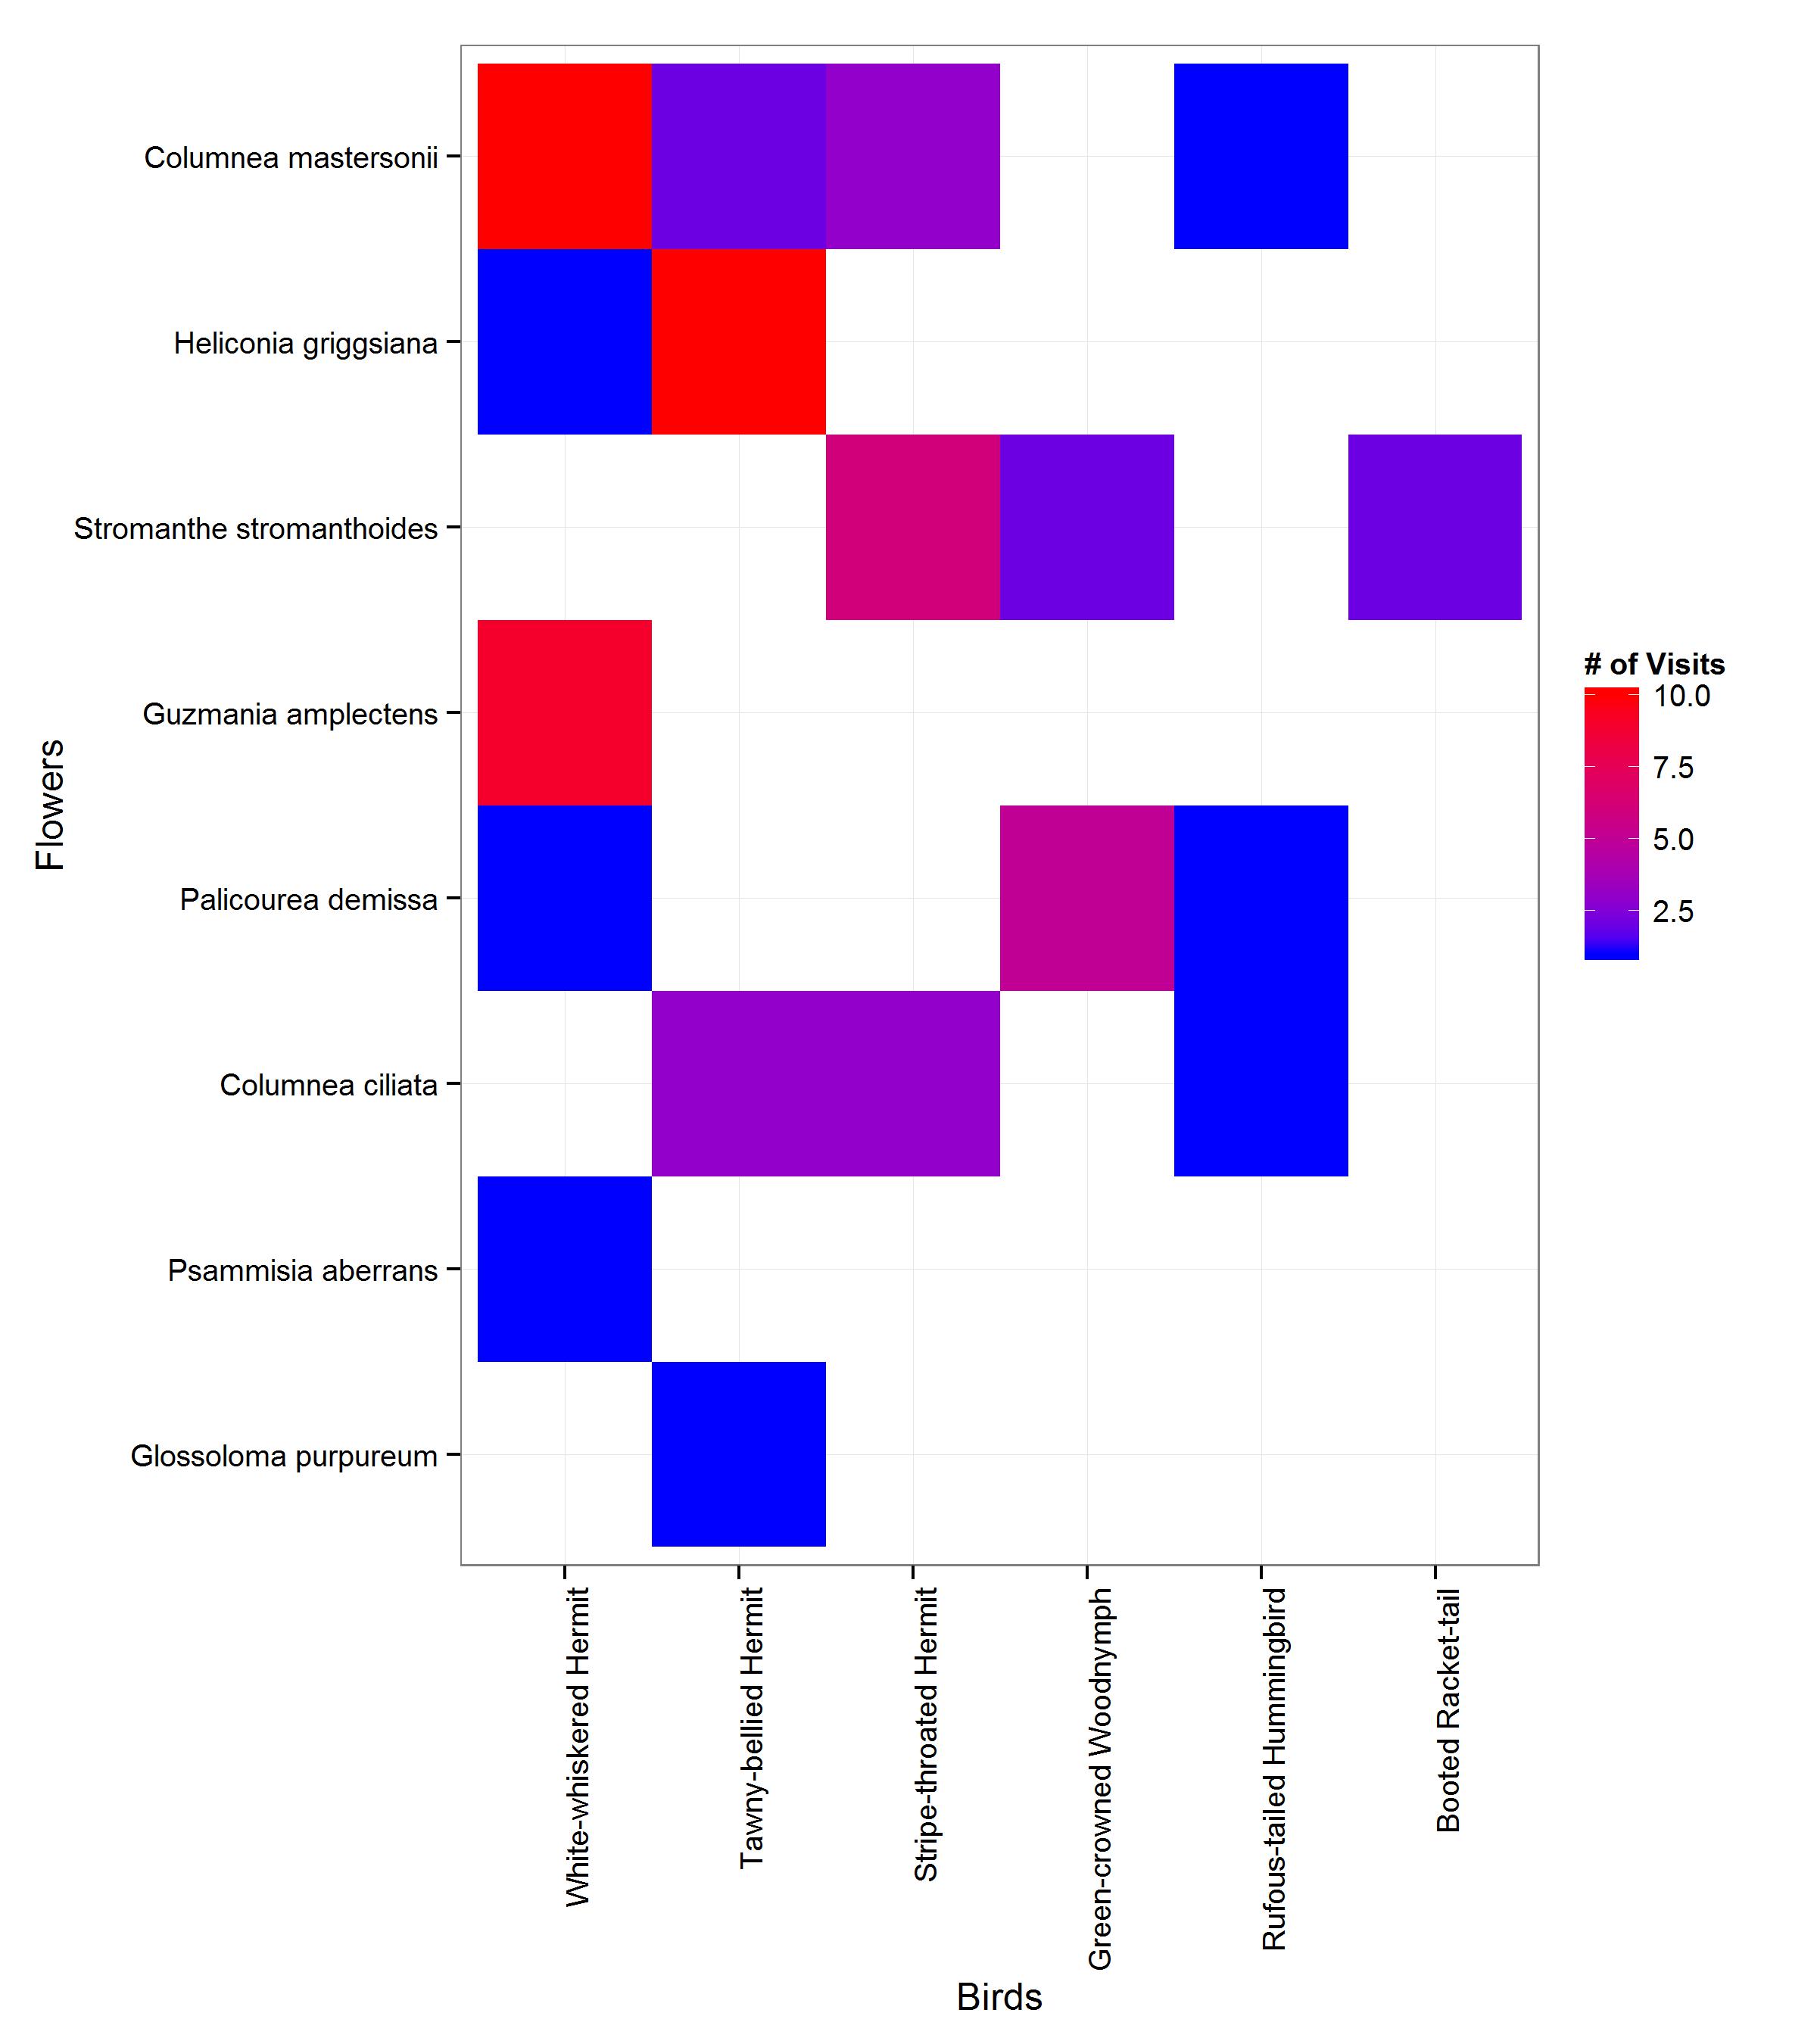 Columnea mastersonii
Heliconia griggsiana
Stromanthe stromanthoides
Guzmania amplectens
Palicourea demissa
Columnea ciliata
Psammisia aberrans
Glossoloma purpureum
Flowers
White-whiskered Hermit
Tawny-bellied Hermit
Stripe-throated Hermit
Green-crowned Woodnymph
Rufous-tailed Hummingbird
Booted Racket-tail
Birds
# of Visits
10.0
7.5
5.0
2.5